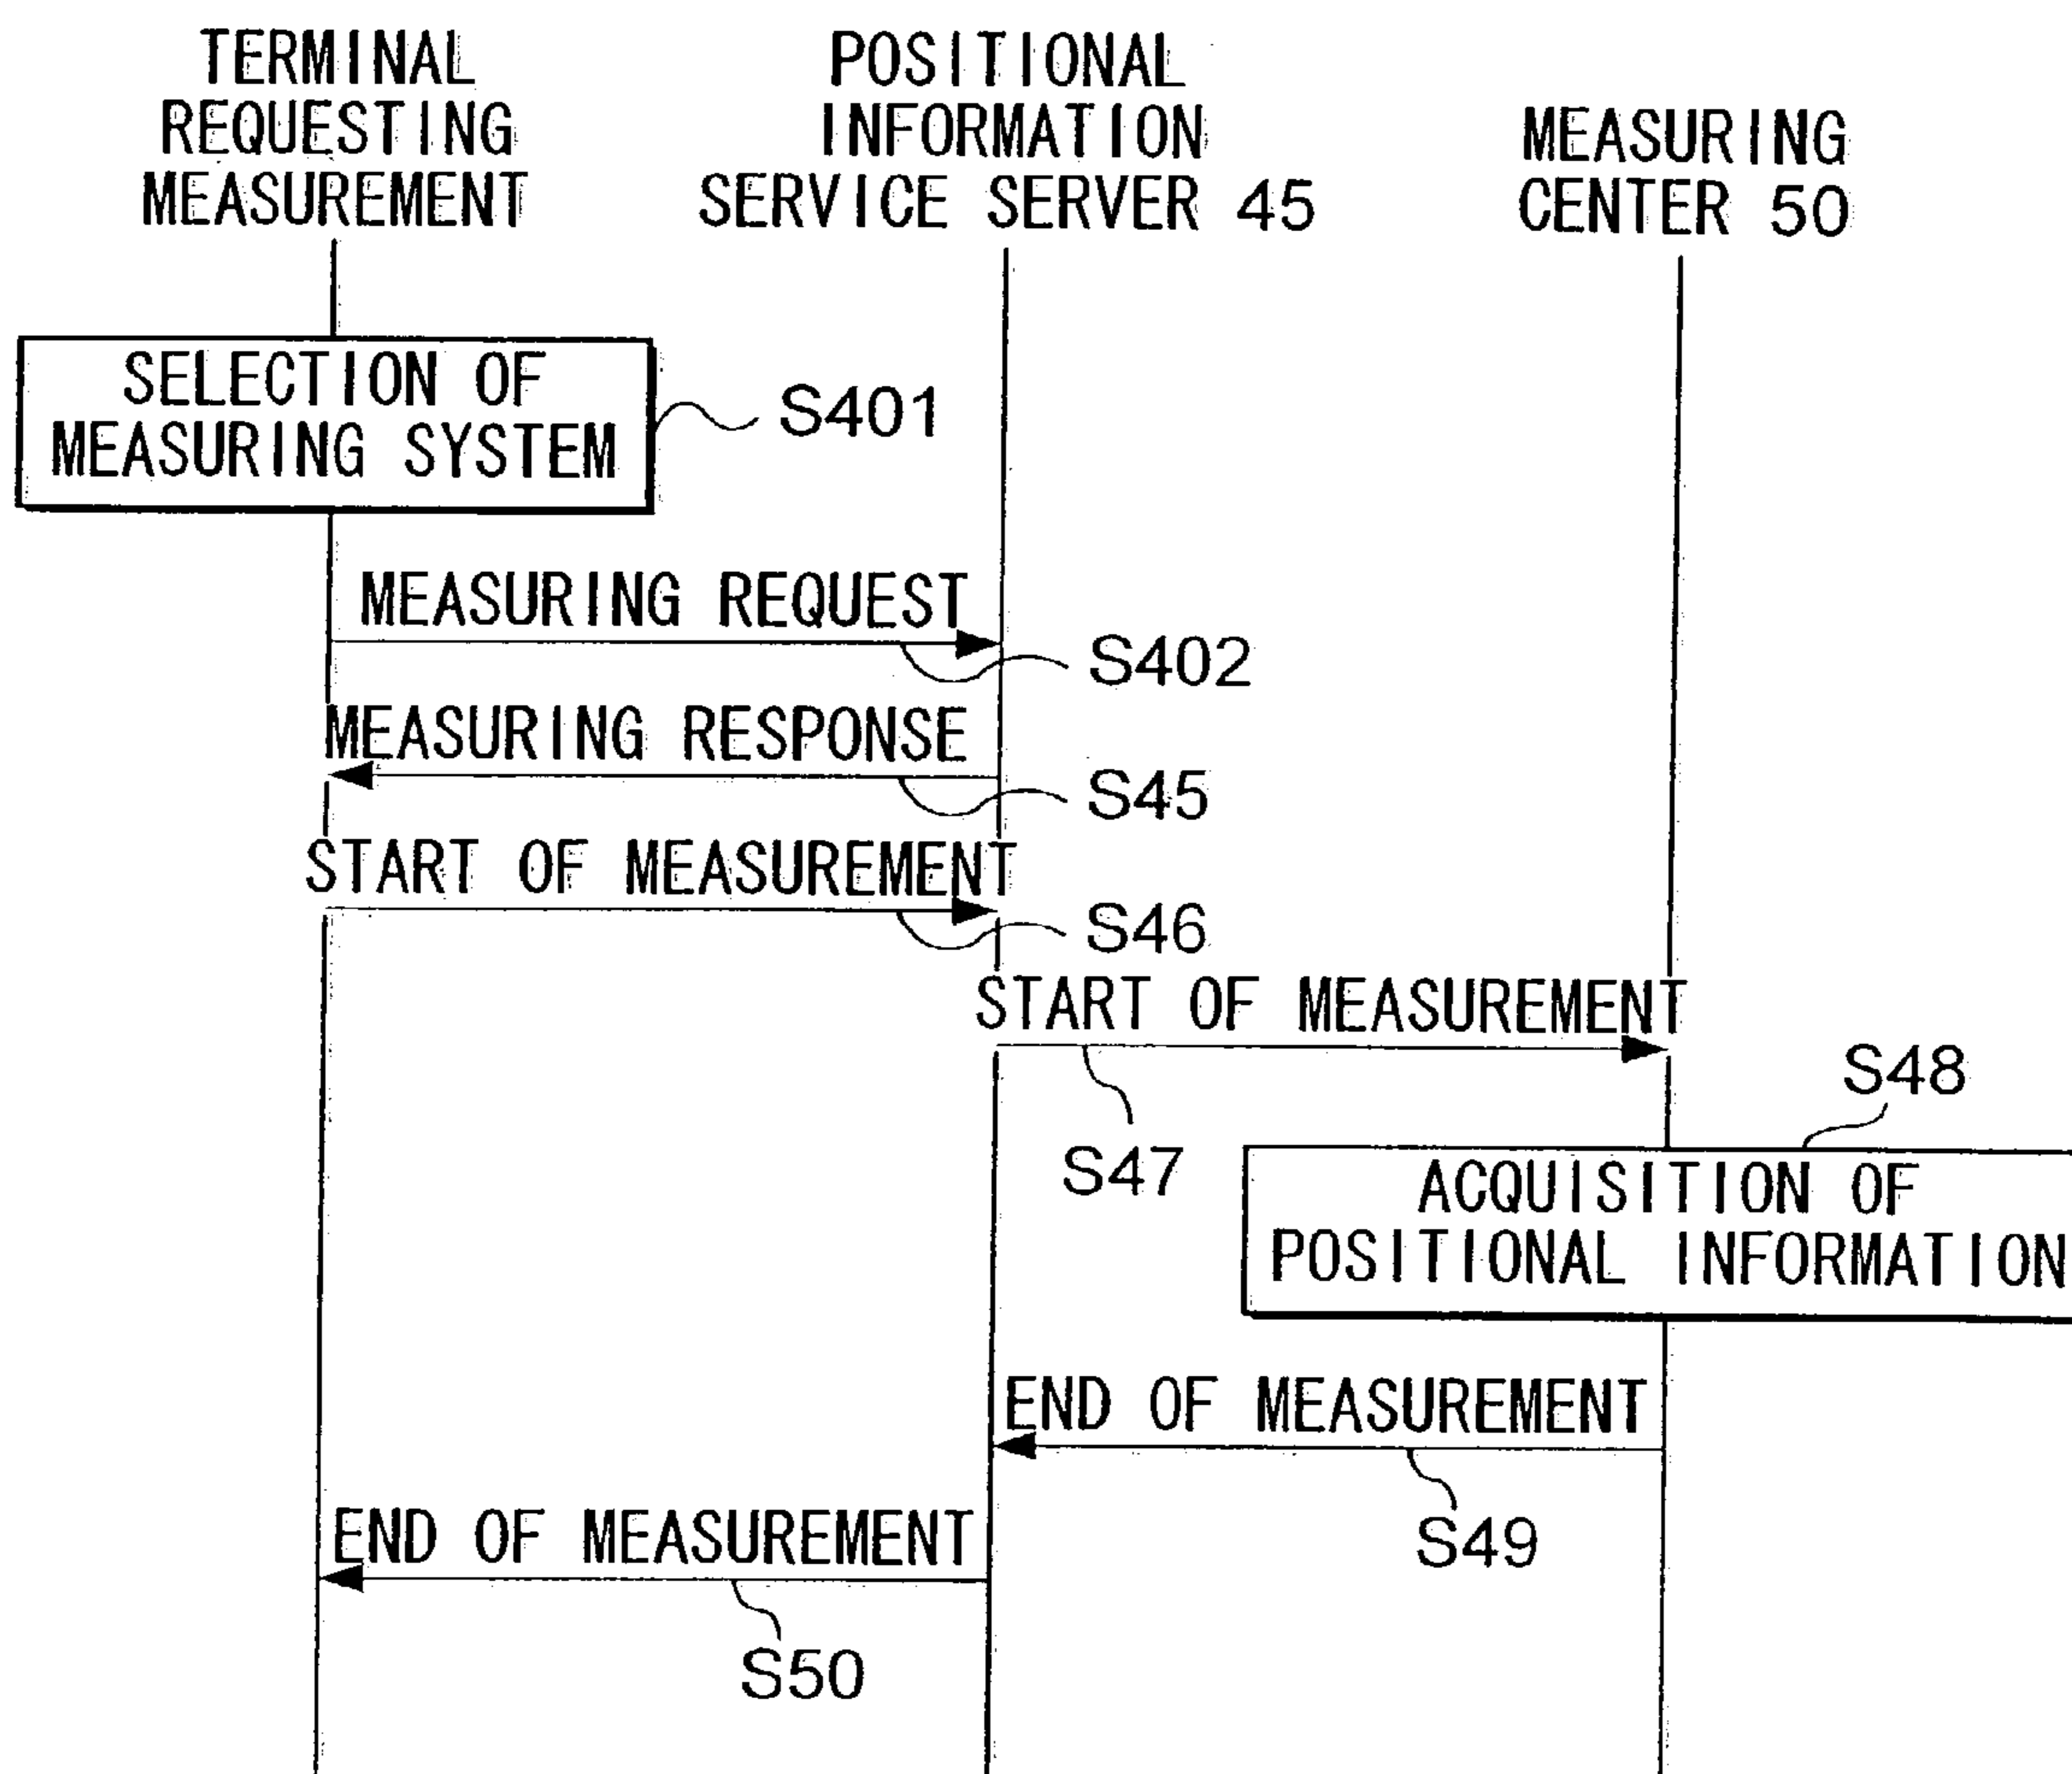 TERMINAL
REQUESTING
MEASUREMENT
POSITIONAL
INFORMATION
SERVICE SERVER 45
MEASURING
CENTER 50
SELECTION OF
MEASURING SYSTEM
S401
MEASURING REQUEST
S402
MEASURING RESPONSE
S45
START OF MEASUREMENT
S46
START OF MEASUREMENT
S47
S48
ACQUISITION OF
POSITIONAL INFORMATION
END OF MEASUREMENT
S49
END OF MEASUREMENT
S50